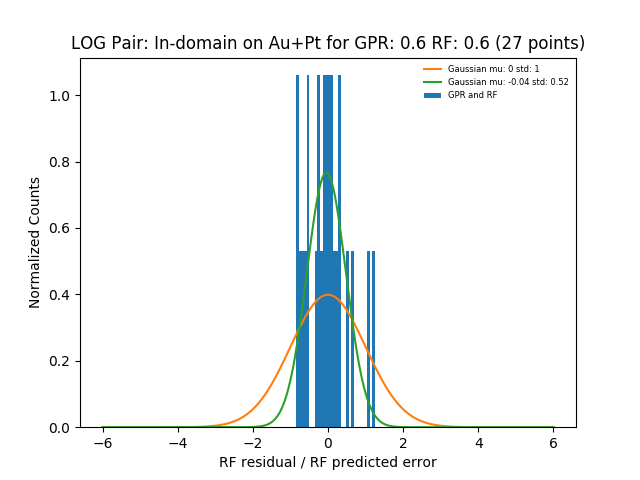 LOG Pair: In-domain on Au+Pt for GPR: 0.6 RF: 0.6 (27 points)
Gaussian mu: 0 std: 1
Gaussian mu: -0.04 std: 0.52
GPR and RF
Normalized Counts
1.0
0.8
0.6
0.4
0.2
0.0
−6 −4 −2 0 2 4 6
RF residual / RF predicted error